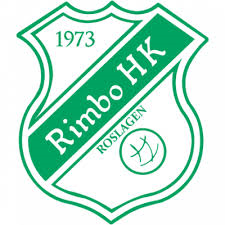 1973
Rimbo HK
ROSLAGEN